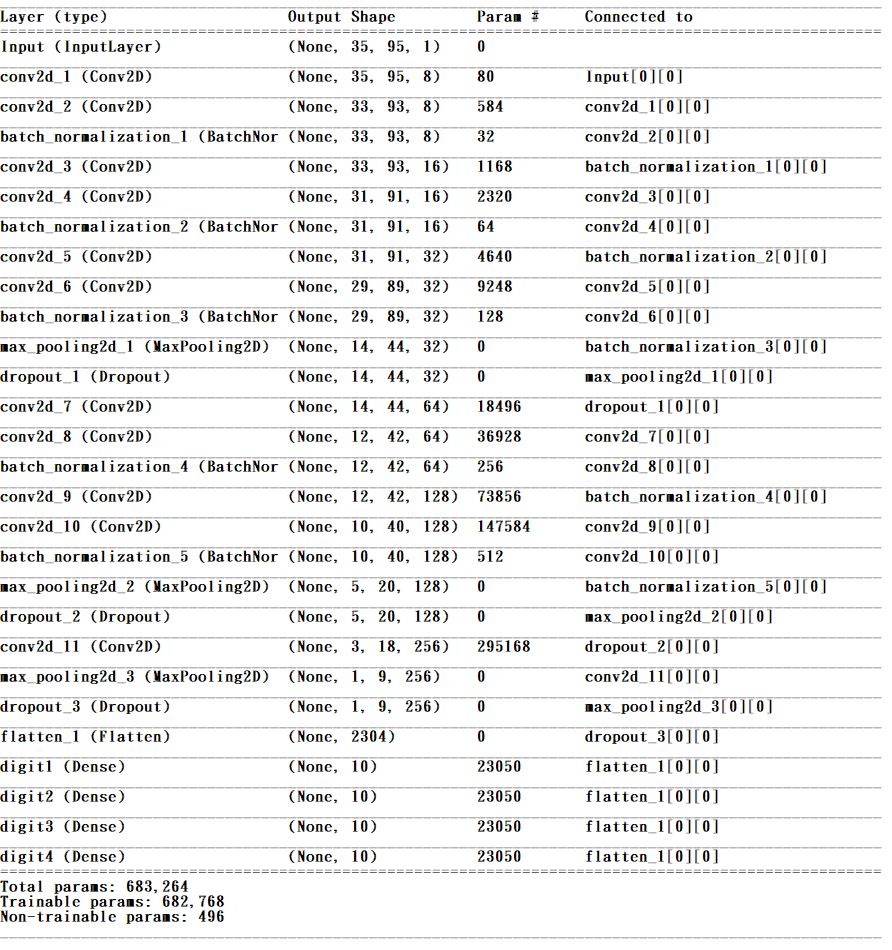 Layer (type) Output Shape Param # Connected to
Input (InputLayer) (None, 35, 95, 1) 0
conv2d_1 (Conv2D) (None, 35, 95, 8) 80 Input[0][0]
conv2d_2 (Conv2D) (None, 33, 93, 8) 584 conv2d_1[0][0]
batch_normalization_1 (BatchNor (None, 33, 93, 8) 32 conv2d_2[0][0]
conv2d_3 (Conv2D) (None, 33, 93, 16) 1168 batch_normalization_1[0][0]
conv2d_4 (Conv2D) (None, 31, 91, 16) 2320 conv2d_3[0][0]
batch_normalization_2 (BatchNor (None, 31, 91, 16) 64 conv2d_4[0][0]
conv2d_5 (Conv2D) (None, 31, 91, 32) 4640 batch_normalization_2[0][0]
conv2d_6 (Conv2D) (None, 29, 89, 32) 9248 conv2d_5[0][0]
batch_normalization_3 (BatchNor (None, 29, 89, 32) 128 conv2d_6[0][0]
max_pooling2d_1 (MaxPooling2D) (None, 14, 44, 32) 0 batch_normalization_3[0][0]
dropout_1 (Dropout) (None, 14, 44, 32) 0 max_pooling2d_1[0][0]
conv2d_7 (Conv2D) (None, 14, 44, 64) 18496 dropout_1[0][0]
conv2d_8 (Conv2D) (None, 12, 42, 64) 36928 conv2d_7[0][0]
batch_normalization_4 (BatchNor (None, 12, 42, 64) 256 conv2d_8[0][0]
conv2d_9 (Conv2D) (None, 12, 42, 128) 73856 batch_normalization_4[0][0]
conv2d_10 (Conv2D) (None, 10, 40, 128) 147584 conv2d_9[0][0]
batch_normalization_5 (BatchNor (None, 10, 40, 128) 512 conv2d_10[0][0]
max_pooling2d_2 (MaxPooling2D) (None, 5, 20, 128) 0 batch_normalization_5[0][0]
dropout_2 (Dropout) (None, 5, 20, 128) 0 max_pooling2d_2[0][0]
conv2d_11 (Conv2D) (None, 3, 18, 256) 295168 dropout_2[0][0]
max_pooling2d_3 (MaxPooling2D) (None, 1, 9, 256) 0 conv2d_11[0][0]
dropout_3 (Dropout) (None, 1, 9, 256) 0 max_pooling2d_3[0][0]
flatten_1 (Flatten) (None, 2304) 0 dropout_3[0][0]
digit1 (Dense) (None, 10) 23050 flatten_1[0][0]
digit2 (Dense) (None, 10) 23050 flatten_1[0][0]
digit3 (Dense) (None, 10) 23050 flatten_1[0][0]
digit4 (Dense) (None, 10) 23050 flatten_1[0][0]
Total params: 683,264
Trainable params: 682,768
Non-trainable params: 496